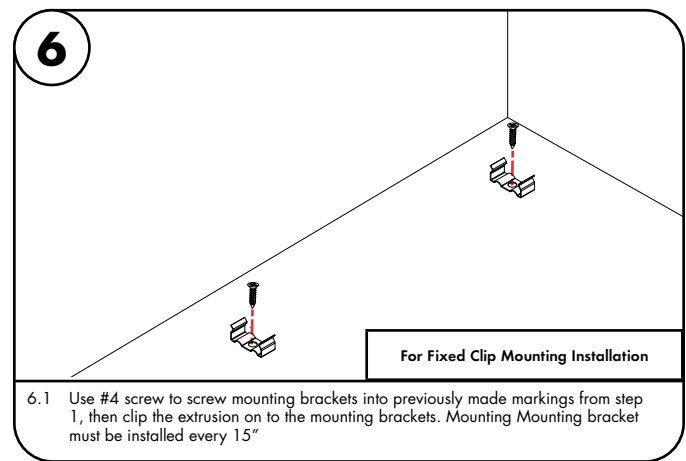 6
For Fixed Clip Mounting Installation
6.1 Use #4 screw to screw mounting brackets into previously made markings from step
1, then clip the extrusion on to the mounting brackets. Mounting Mounting bracket
must be installed every 15”